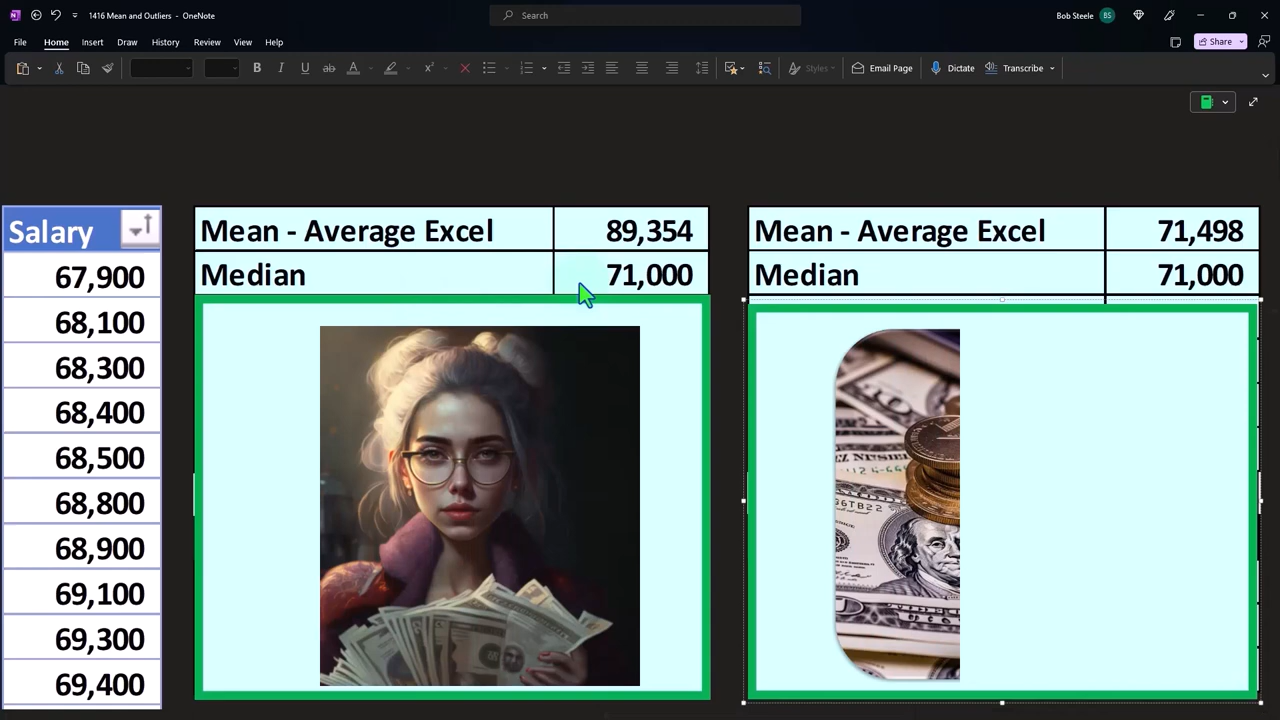 1416 Mean and Outliers - OneNote
Search
Bob Steele
BS
File Home Insert Draw History Review View Help
Share
Email Page
Dictate
Transcribe
Styles
Salary
67,900
68,100
68,300
68,400
68,500
68,800
68,900
69,100
69,300
69,400
Mean - Average Excel 89,354
Median 71,000
Mean - Average Excel 71,498
Median 71,000